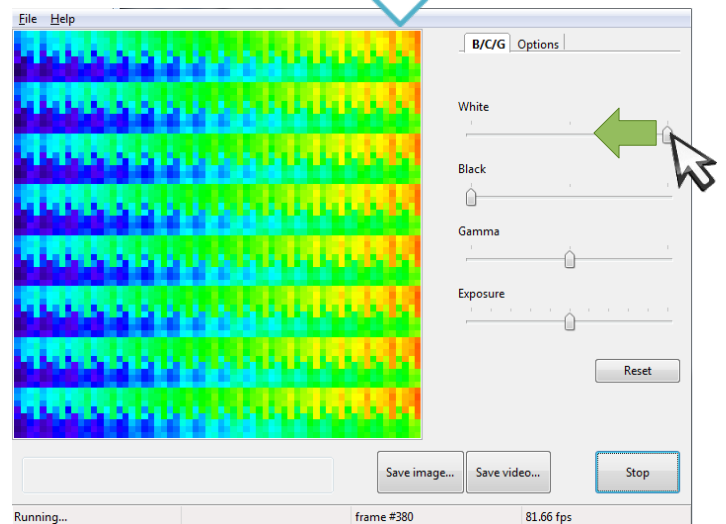 File Help
B/C/G Options
White
Black
Gamma
Exposure
Reset
Save image... Save video... Stop
Running... frame #380 81.66 fps